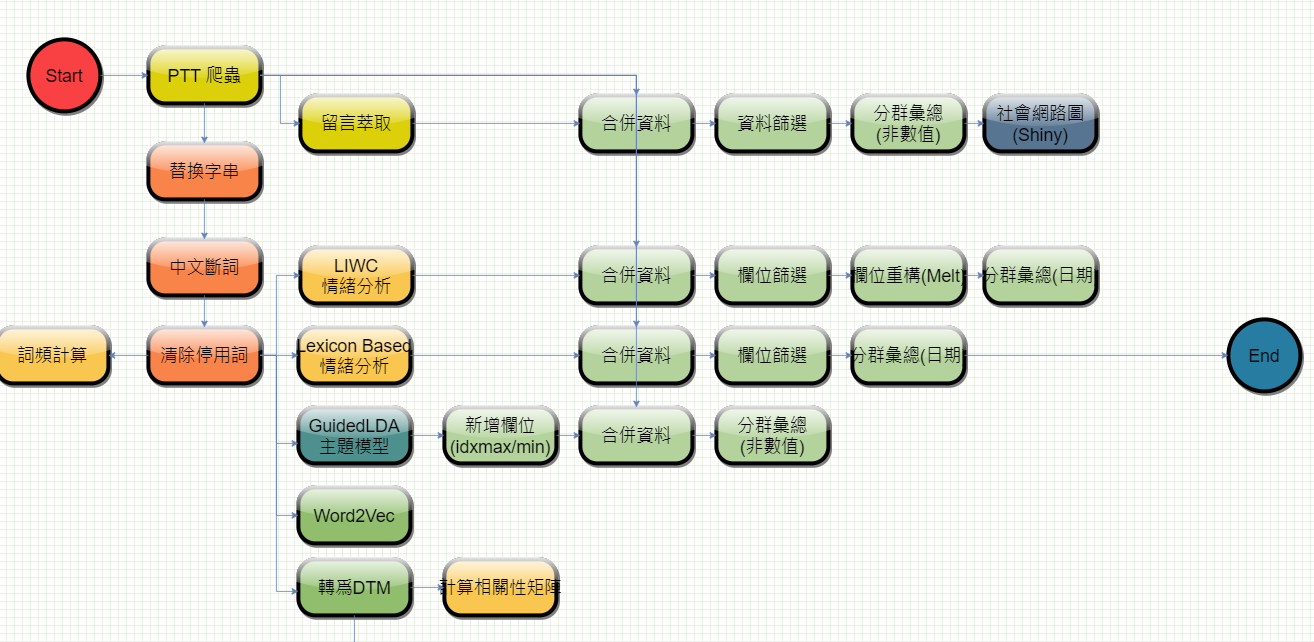 Start
PTT 爬蟲
留言萃取
合併資料
資料篩選
分群彙總
(非數值)
社會網路圖
(Shiny)
替換字串
中文斷詞
LIWC
情緒分析
合併資料
欄位篩選
欄位重構(Melt)
分群彙總(日期)
詞頻計算
清除停用詞
Lexicon Based
情緒分析
合併資料
欄位篩選
分群彙總(日期)
End
GuidedLDA
主題模型
新增欄位
(idxmax/min)
合併資料
分群彙總
(非數值)
Word2Vec
轉爲DTM
計算相關性矩陣